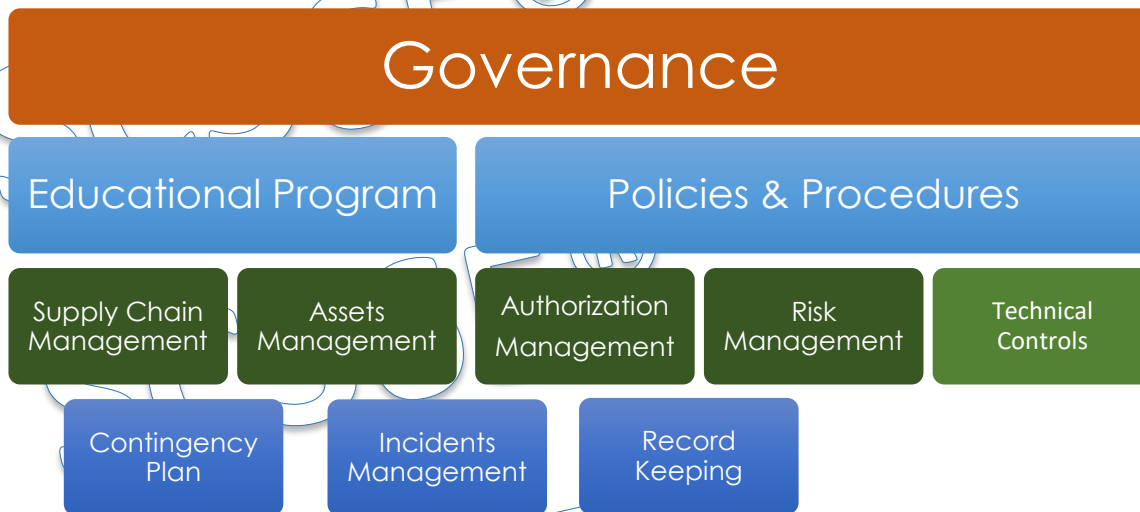 Governance
Educational Program
Policies & Procedures
Supply Chain
Management
Assets
Management
Authorization
Management
Risk
Management
Technical
Controls
Contingency
Plan
Incidents
Management
Record
Keeping